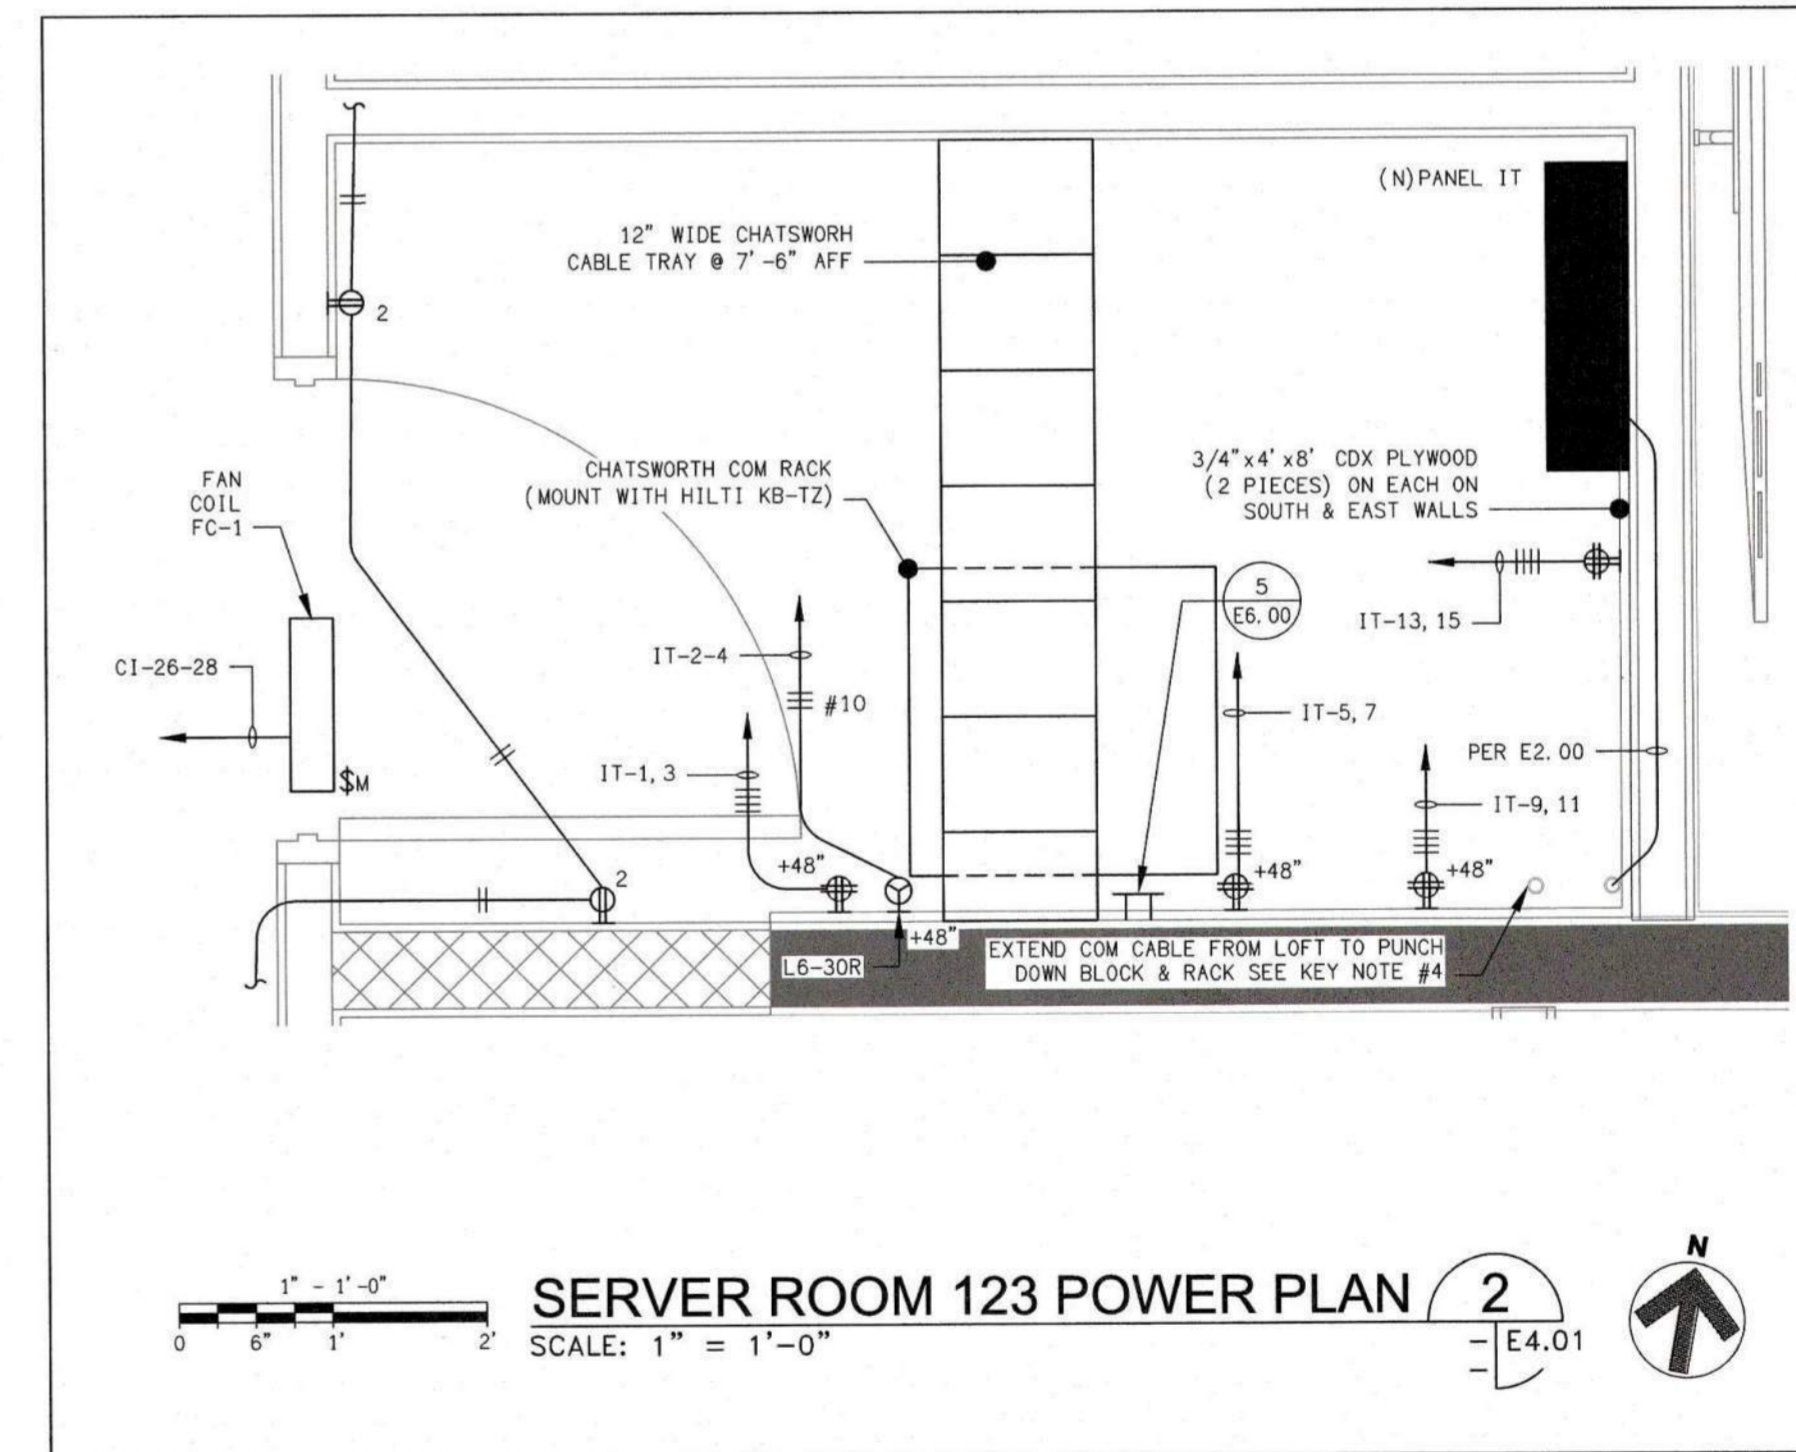 (N)PANEL IT
12" WIDE CHATSWORH
CABLE TRAY @ 7'-6" AFF
2
FAN
COIL
FC-1
CHATSWORTH COM RACK
(MOUNT WITH HILTI KB-TZ)
3/4"x4'x8' CDX PLYWOOD
(2 PIECES) ON EACH ON
SOUTH & EAST WALLS
5
E6.00
IT-13,15
CI-26-28
IT-2-4
#10
IT-5,7
$M
IT-1,3
PER E2.00
IT-9,11
+48"
+48"
+48"
2
+48"
L6-30R
EXTEND COM CABLE FROM LOFT TO PUNCH
DOWN BLOCK & RACK SEE KEY NOTE #4
1" - 1'-0"
0 6" 1' 2'
SERVER ROOM 123 POWER PLAN
SCALE: 1" = 1'-0"
2
- E4.01
-
N